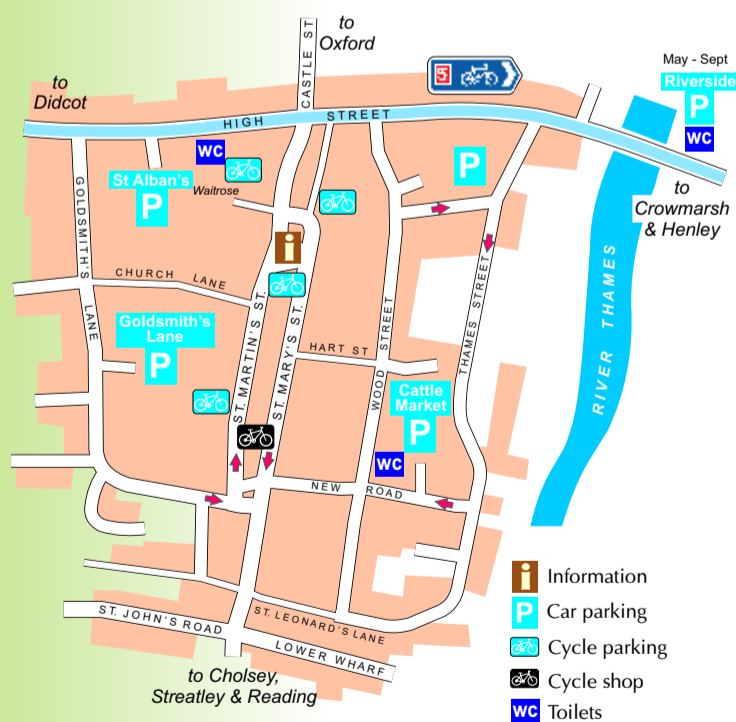 to
Oxford
CASTLE ST
to
Didcot
May - Sept
Riverside
P
WC
HIGH STREET
WC
Waitrose
St Alban's
P
P
to
Crowmarsh
& Henley
GOLDSMITH'S LANE
i
CHURCH LANE
ST. MARTIN'S ST.
ST. MARY'S ST.
HART ST
WOOD STREET
THAMES STREET
RIVER THAMES
Goldsmith's
Lane
P
Cattle
Market
P
WC
NEW ROAD
ST. JOHN'S ROAD
ST. LEONARD'S LANE
LOWER WHARF
to Cholsey,
Streatley & Reading
i Information
P Car parking
Cycle parking
Cycle shop
WC Toilets